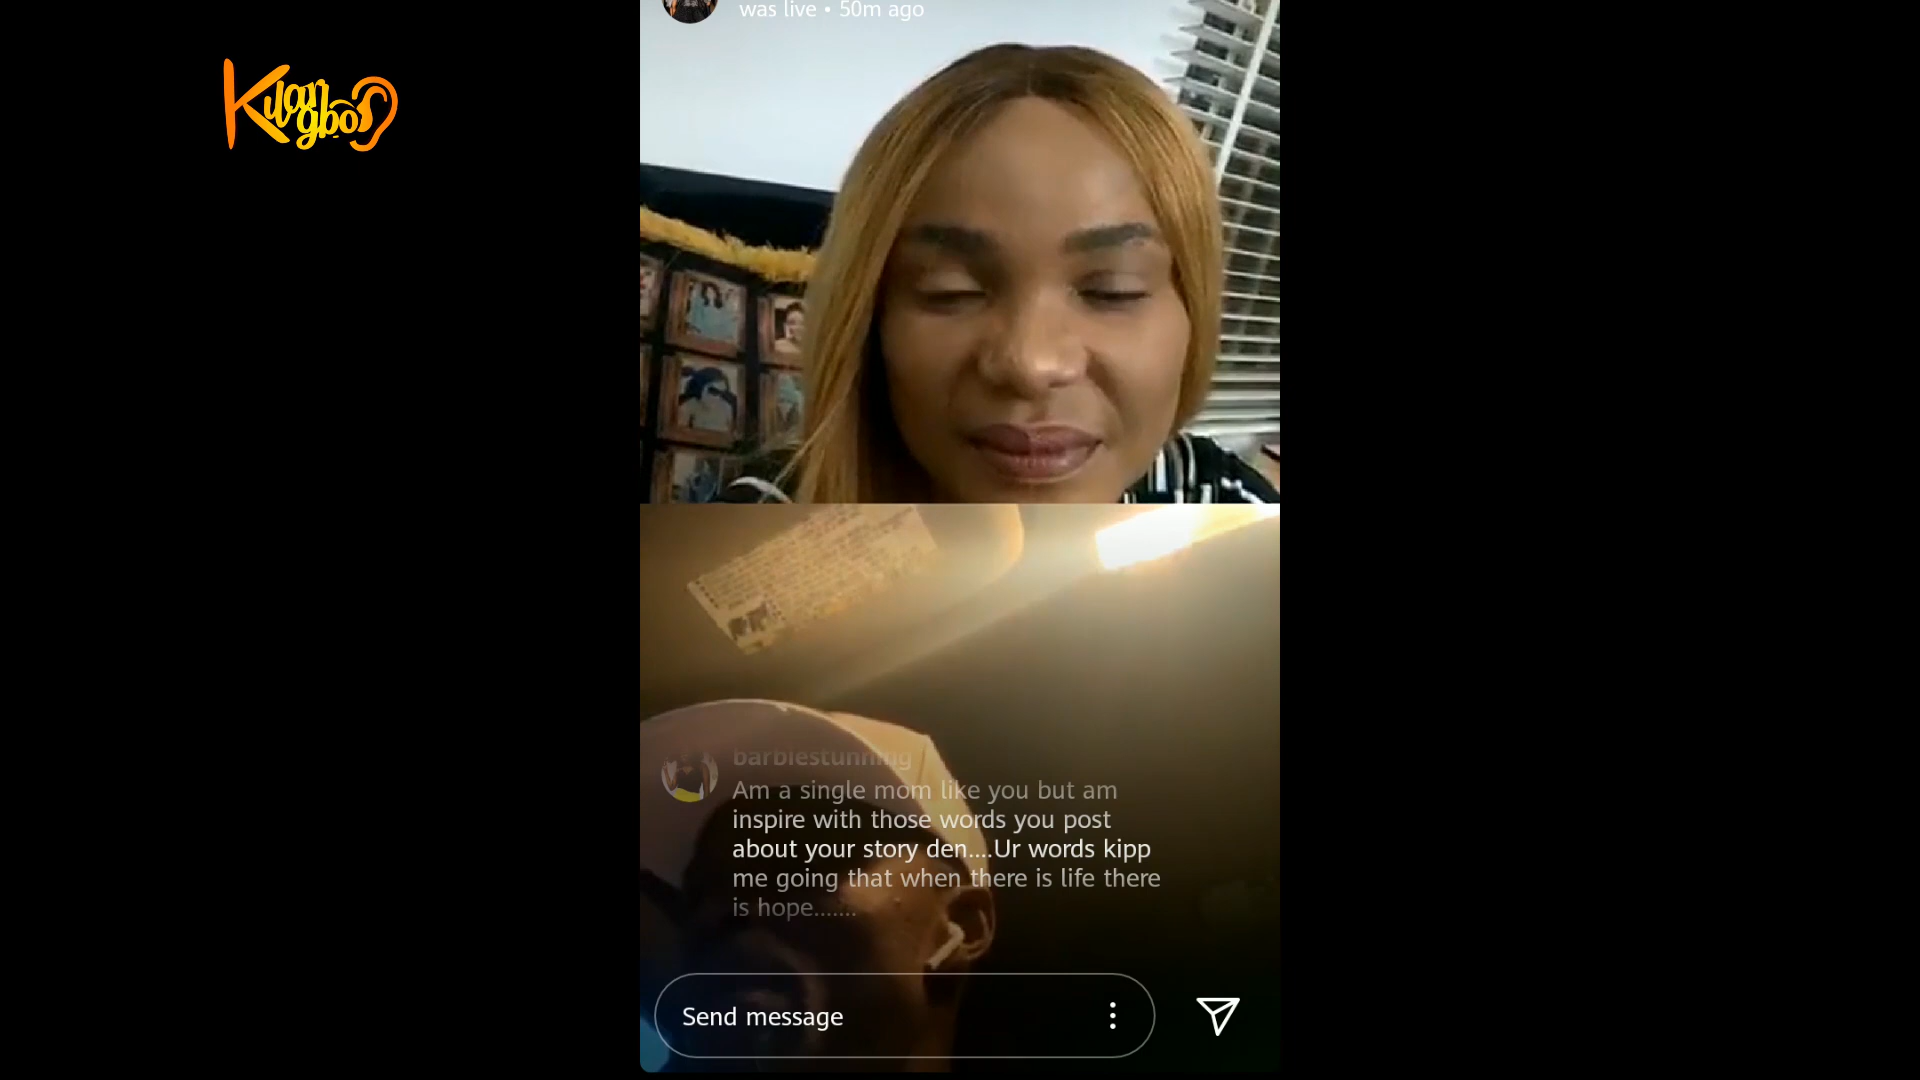 was live • 50m ago
barbiestunning
Am a single mom like you but am
inspire with those words you post
about your story den....Ur words kipp
me going that when there is life there
is hope.......
Send message